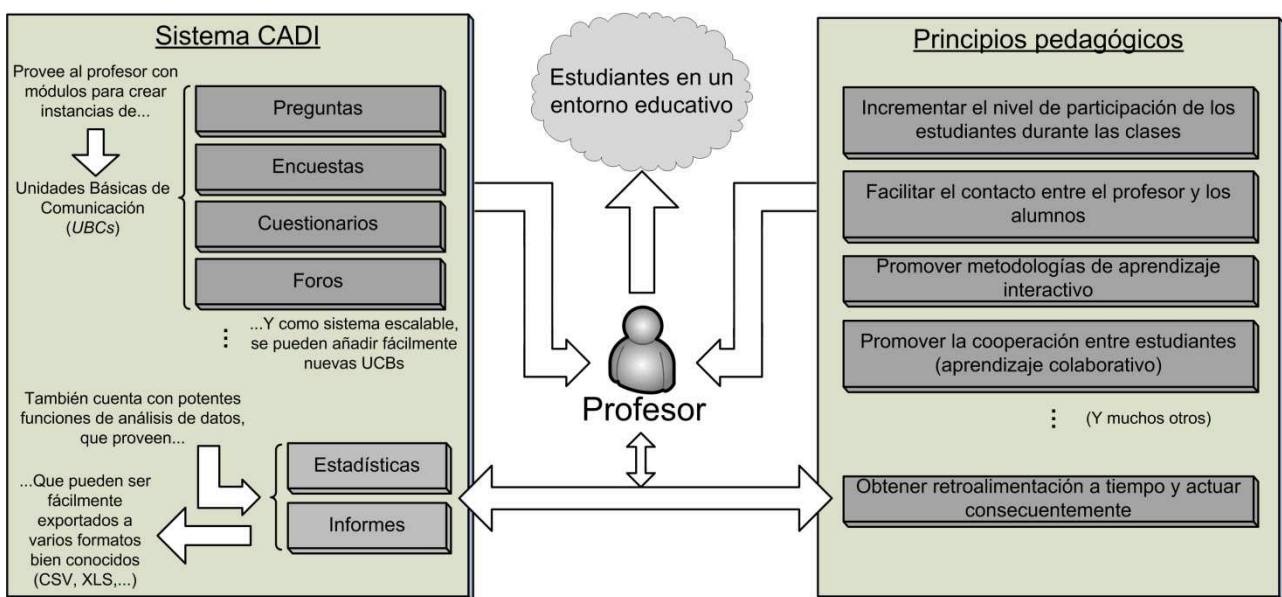 Sistema CADI
Provee al profesor con
módulos para crear
instancias de...
Unidades Básicas de
Comunicación
(UBCs)
Preguntas
Encuestas
Cuestionarios
Foros
...Y como sistema escalable,
se pueden añadir fácilmente
nuevas UCBs
También cuenta con potentes
funciones de análisis de datos,
que proveen...
Estadísticas
Informes
...Que pueden ser
fácilmente
exportados a
varios formatos
bien conocidos
(CSV, XLS,...)
Estudiantes en un
entorno educativo
Profesor
Principios pedagógicos
Incrementar el nivel de participación de los
estudiantes durante las clases
Facilitar el contacto entre el profesor y los
alumnos
Promover metodologías de aprendizaje
interactivo
Promover la cooperación entre estudiantes
(aprendizaje colaborativo)
(Y muchos otros)
Obtener retroalimentación a tiempo y actuar
consecuentemente